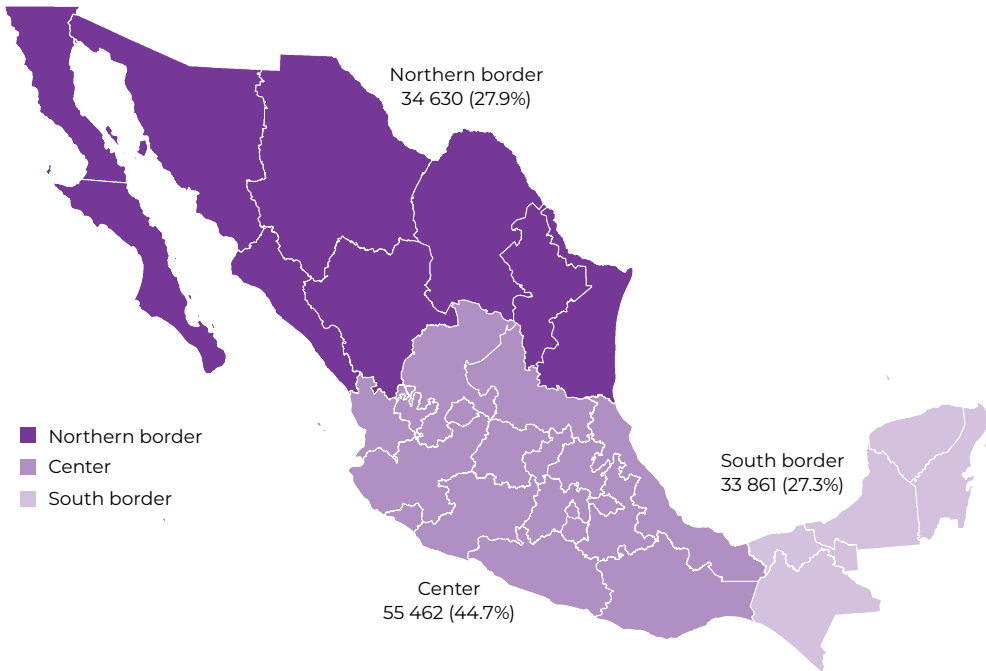 Northern border
34 630 (27.9%)
Northern border
Center
South border
South border
33 861 (27.3%)
Center
55 462 (44.7%)